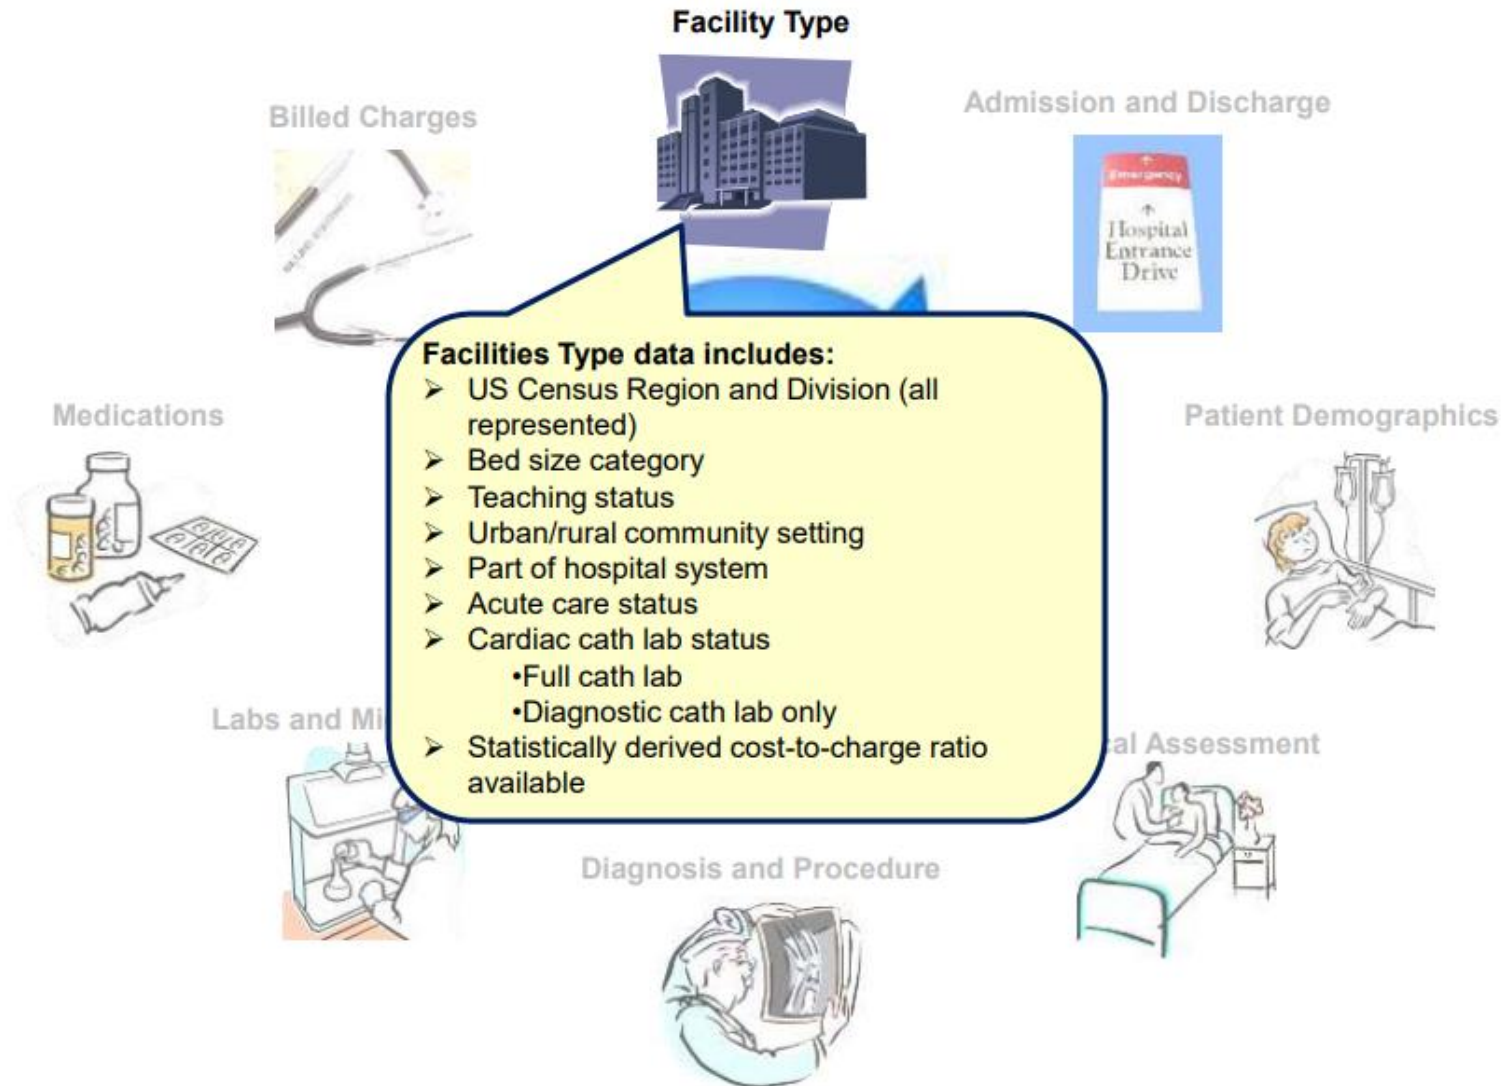 Facility Type
Billed Charges
Admission and Discharge
Emergency
Hospital
Entrance
Drive
Facilities Type data includes:
➢ US Census Region and Division (all
represented)
➢ Bed size category
➢ Teaching status
➢ Urban/rural community setting
➢ Part of hospital system
➢ Acute care status
➢ Cardiac cath lab status
•Full cath lab
•Diagnostic cath lab only
➢ Statistically derived cost-to-charge ratio
available
Medications
Patient Demographics
Labs and
Assessment
Diagnosis and Procedure